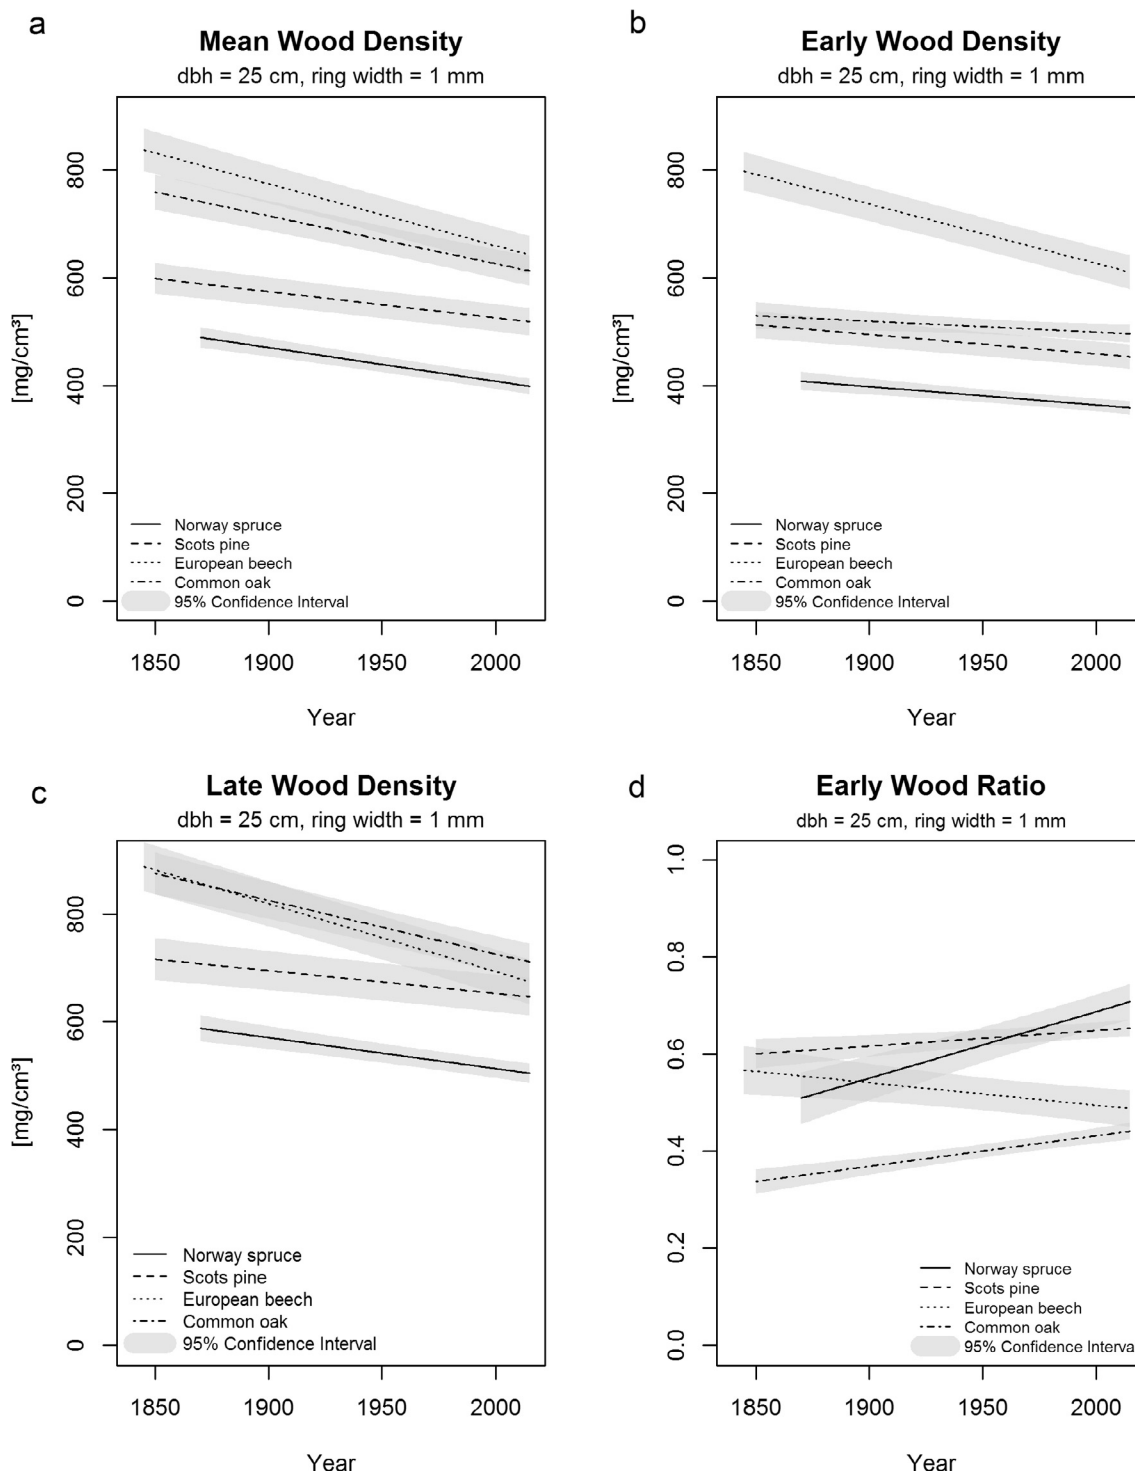 a
Mean Wood Density
dbh = 25 cm, ring width = 1 mm
[mg/cm³]
800
600
400
200
0
Norway spruce
Scots pine
European beech
Common oak
95% Confidence Interval
1850 1900 1950 2000
Year
b
Early Wood Density
dbh = 25 cm, ring width = 1 mm
[mg/cm³]
800
600
400
200
0
Norway spruce
Scots pine
European beech
Common oak
95% Confidence Interval
1850 1900 1950 2000
Year
c
Late Wood Density
dbh = 25 cm, ring width = 1 mm
[mg/cm³]
800
600
400
200
0
Norway spruce
Scots pine
European beech
Common oak
95% Confidence Interval
1850 1900 1950 2000
Year
d
Early Wood Ratio
dbh = 25 cm, ring width = 1 mm
1.0
0.8
0.6
0.4
0.2
0.0
Norway spruce
Scots pine
European beech
Common oak
95% Confidence Interva
1850 1900 1950 2000
Year